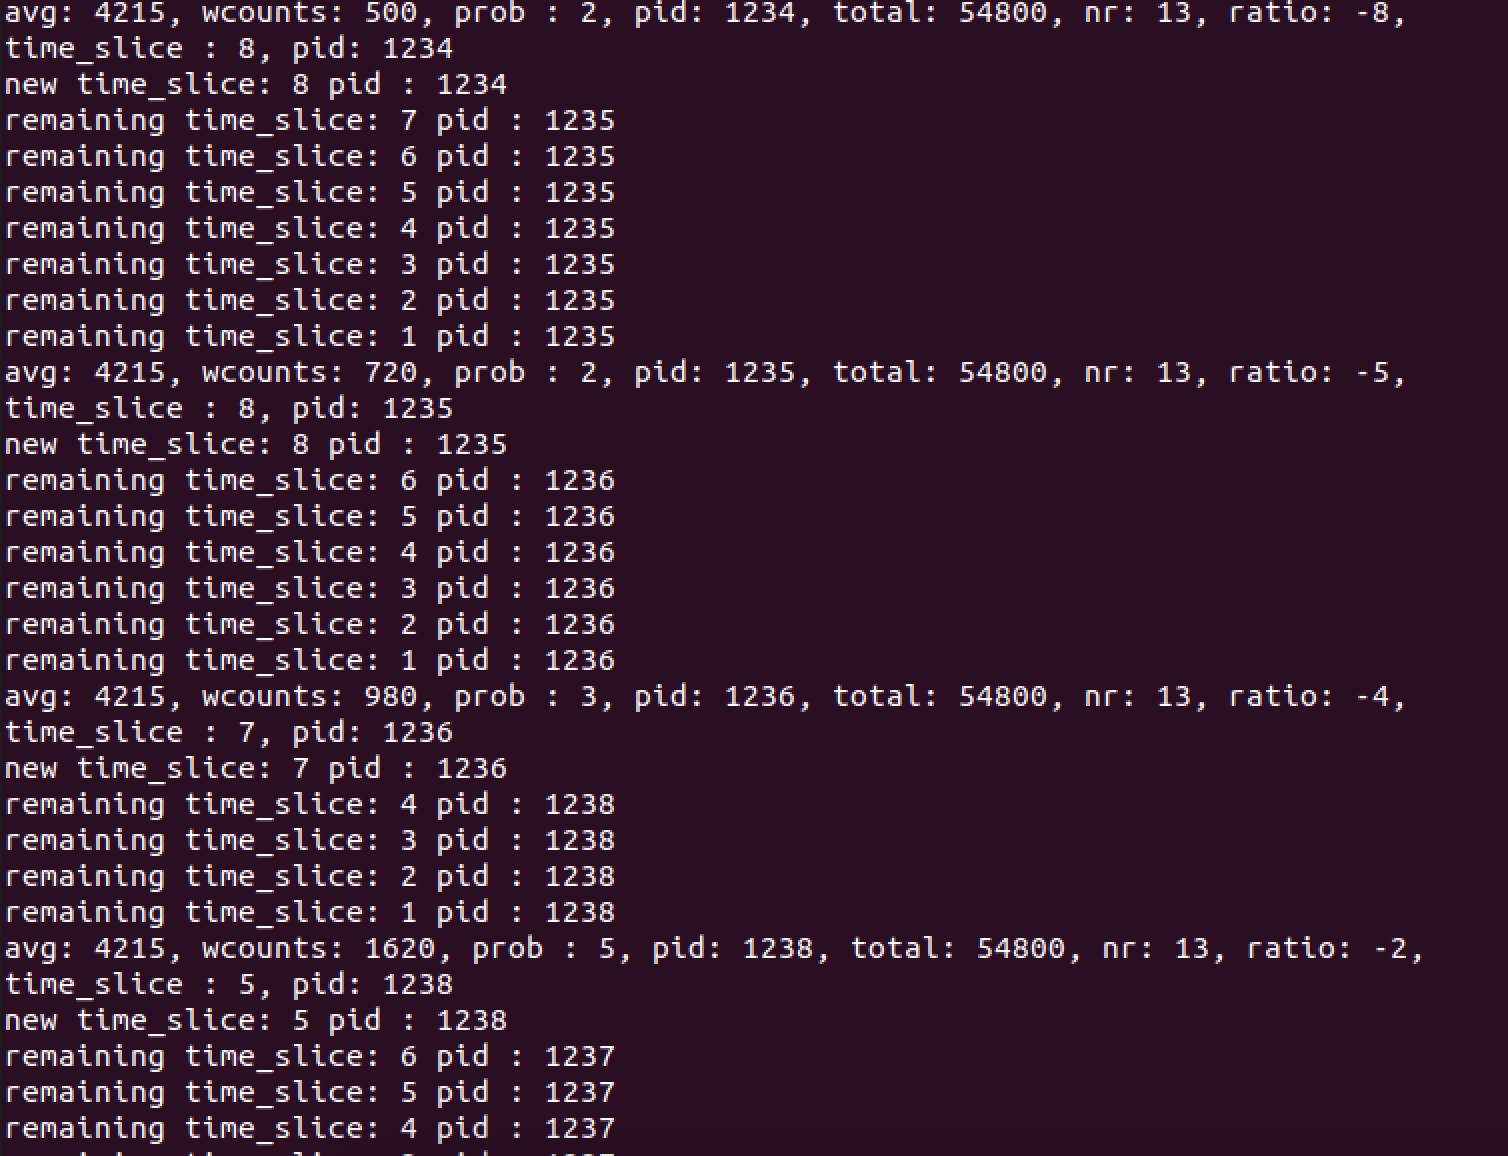 avg: 4215, wcounts: 500, prob : 2, pid: 1234, total: 54800, nr: 13, ratio: -8,
time_slice : 8, pid: 1234
new time_slice: 8 pid : 1234
remaining time_slice: 7 pid : 1235
remaining time_slice: 6 pid : 1235
remaining time_slice: 5 pid : 1235
remaining time_slice: 4 pid : 1235
remaining time_slice: 3 pid : 1235
remaining time_slice: 2 pid : 1235
remaining time_slice: 1 pid : 1235
avg: 4215, wcounts: 720, prob : 2, pid: 1235, total: 54800, nr: 13, ratio: -5,
time_slice : 8, pid: 1235
new time_slice: 8 pid : 1235
remaining time_slice: 6 pid : 1236
remaining time_slice: 5 pid : 1236
remaining time_slice: 4 pid : 1236
remaining time_slice: 3 pid : 1236
remaining time_slice: 2 pid : 1236
remaining time_slice: 1 pid : 1236
avg: 4215, wcounts: 980, prob : 3, pid: 1236, total: 54800, nr: 13, ratio: -4,
time_slice : 7, pid: 1236
new time_slice: 7 pid : 1236
remaining time_slice: 4 pid : 1238
remaining time_slice: 3 pid : 1238
remaining time_slice: 2 pid : 1238
remaining time_slice: 1 pid : 1238
avg: 4215, wcounts: 1620, prob : 5, pid: 1238, total: 54800, nr: 13, ratio: -2,
time_slice : 5, pid: 1238
new time_slice: 5 pid : 1238
remaining time_slice: 6 pid : 1237
remaining time_slice: 5 pid : 1237
remaining time_slice: 4 pid : 1237